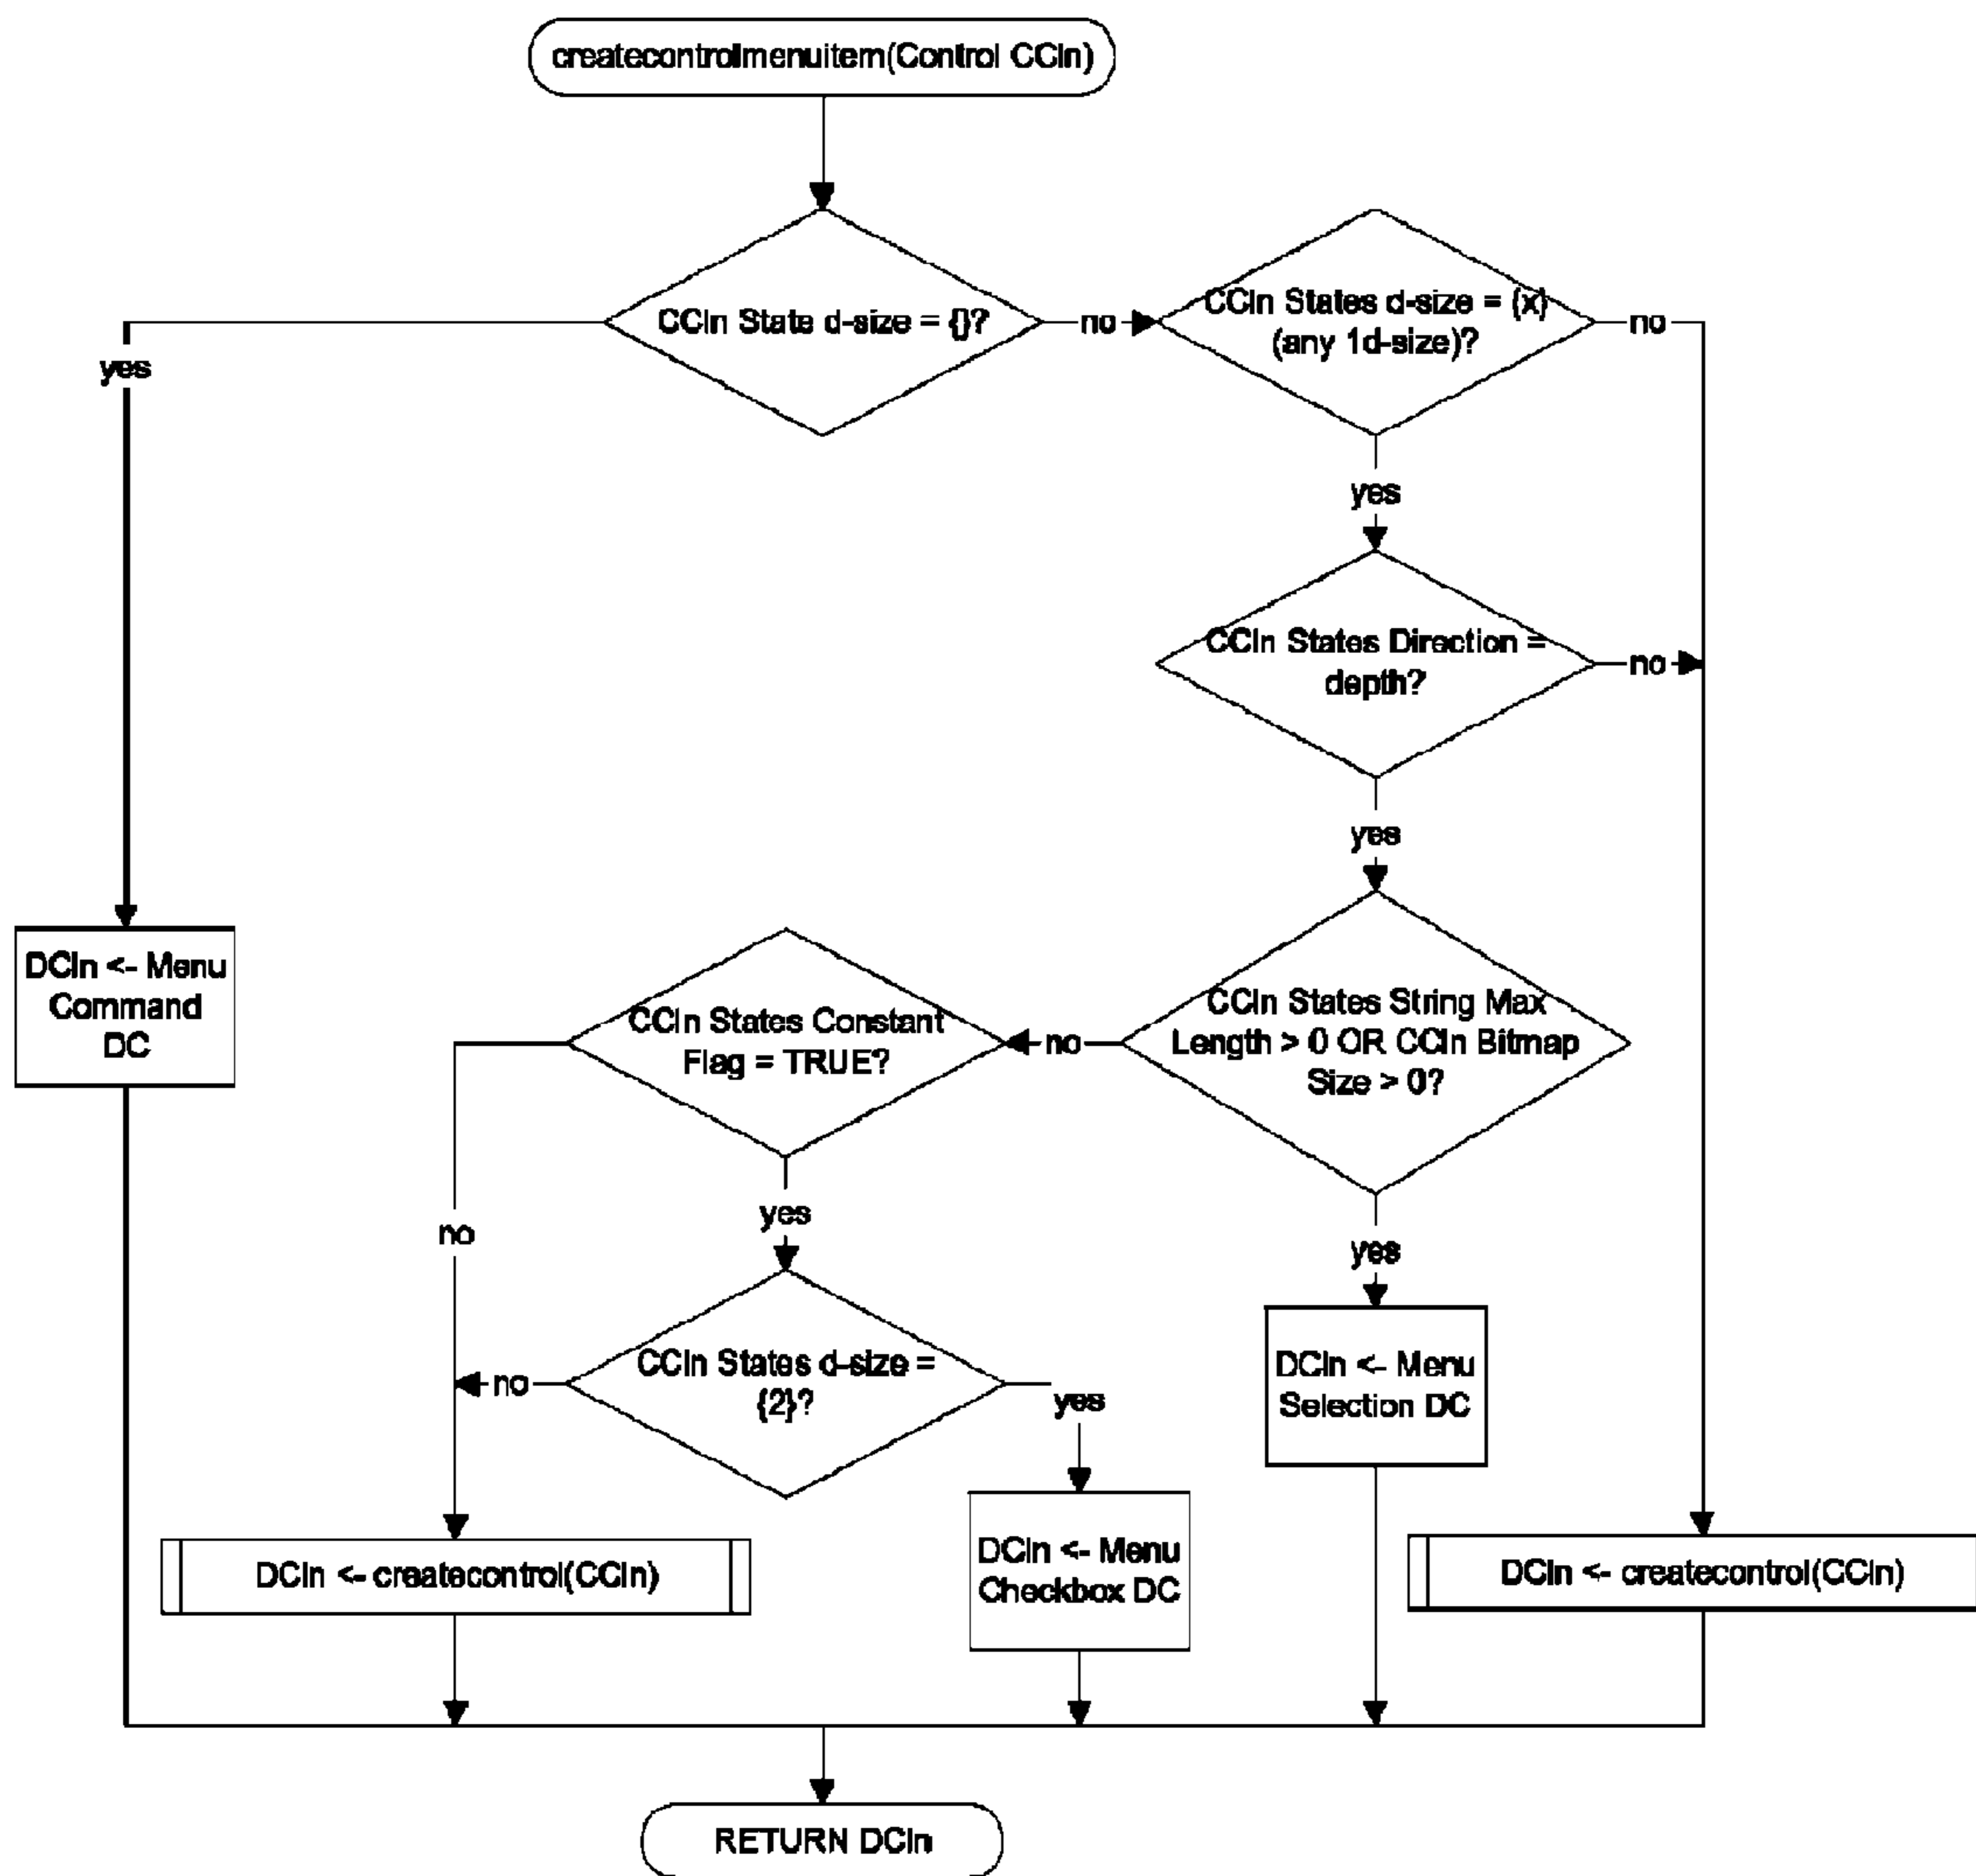 createcontrolmenuitem(Control CCIn)
CCIn State d-size = {}?
no
CCIn States d-size = (x)
(any 1d-size)?
no
yes
yes
CCIn States Direction =
depth?
no
yes
DCIn <- Menu
Command
DC
CCIn States Constant
Flag = TRUE?
no
CCIn States String Max
Length > 0 OR CCIn Bitmap
Size > 0?
no
yes
yes
CCIn States d-size =
{2}?
no
yes
DCIn <- Menu
Selection DC
DCIn <- createcontrol(CCIn)
DCIn <- Menu
Checkbox DC
DCIn <- createcontrol(CCIn)
RETURN DCIn